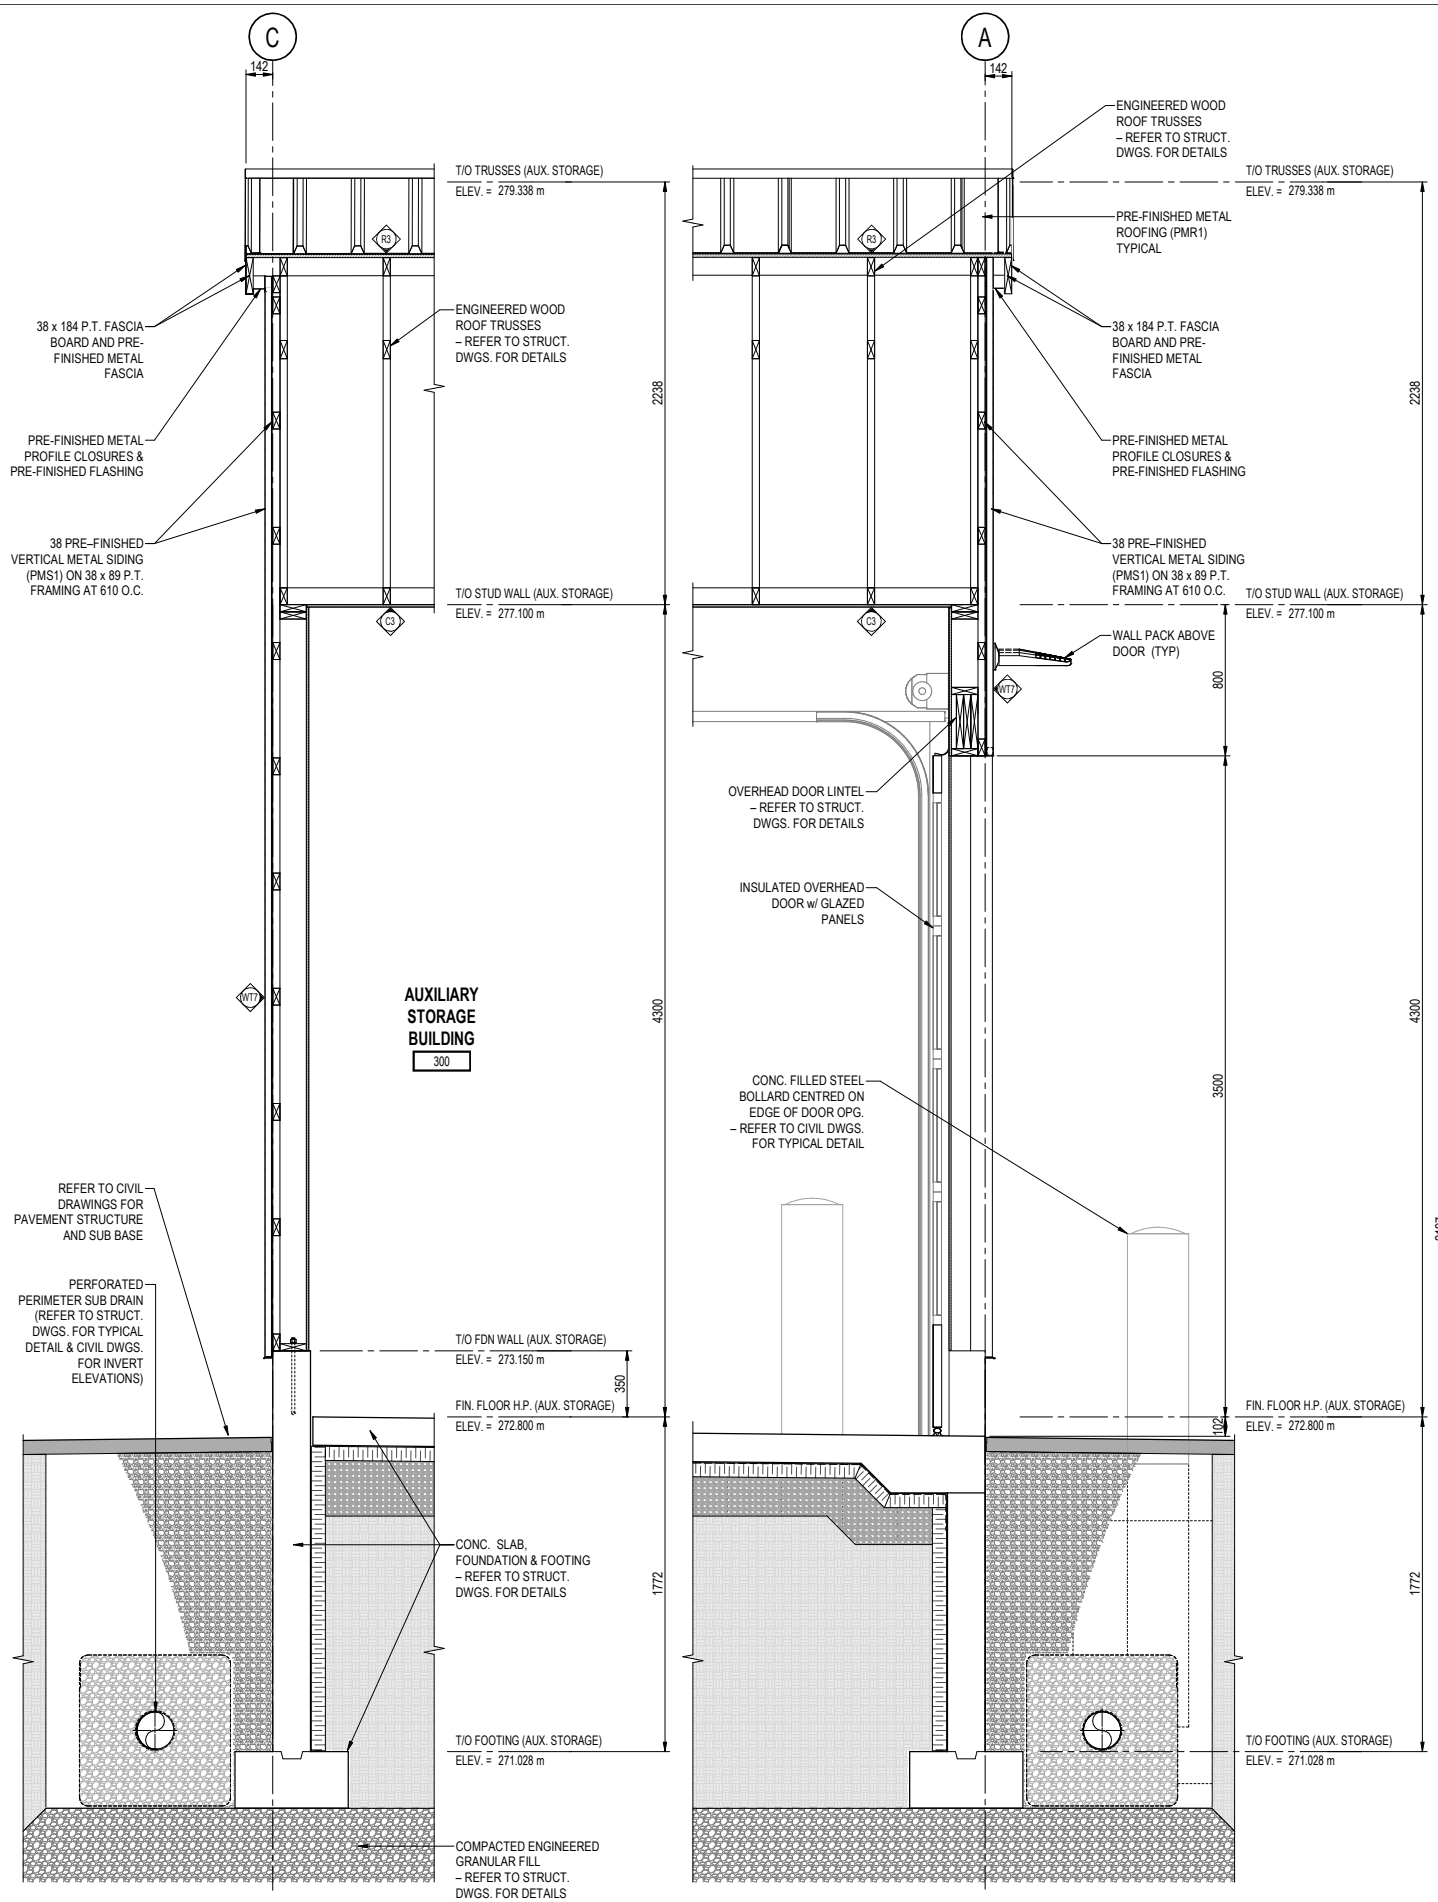 C
A
142
142
ENGINEERED WOOD
ROOF TRUSSES
– REFER TO STRUCT.
DWGS. FOR DETAILS
T/O TRUSSES (AUX. STORAGE)
ELEV. = 279.338 m
T/O TRUSSES (AUX. STORAGE)
ELEV. = 279.338 m
PRE-FINISHED METAL
ROOFING (PMR1)
TYPICAL
R3
R3
38 x 184 P.T. FASCIA
BOARD AND PRE-
FINISHED METAL
FASCIA
ENGINEERED WOOD
ROOF TRUSSES
– REFER TO STRUCT.
DWGS. FOR DETAILS
38 x 184 P.T. FASCIA
BOARD AND PRE-
FINISHED METAL
FASCIA
2238
2238
PRE-FINISHED METAL
PROFILE CLOSURES &
PRE-FINISHED FLASHING
PRE-FINISHED METAL
PROFILE CLOSURES &
PRE-FINISHED FLASHING
38 PRE–FINISHED
VERTICAL METAL SIDING
(PMS1) ON 38 x 89 P.T.
FRAMING AT 610 O.C.
38 PRE–FINISHED
VERTICAL METAL SIDING
(PMS1) ON 38 x 89 P.T.
FRAMING AT 610 O.C.
T/O STUD WALL (AUX. STORAGE)
ELEV. = 277.100 m
T/O STUD WALL (AUX. STORAGE)
ELEV. = 277.100 m
C3
C3
WALL PACK ABOVE
DOOR (TYP)
800
WT7
OVERHEAD DOOR LINTEL
– REFER TO STRUCT.
DWGS. FOR DETAILS
INSULATED OVERHEAD
DOOR w/ GLAZED
PANELS
WT7
AUXILIARY
STORAGE
BUILDING
300
4300
4300
3500
CONC. FILLED STEEL
BOLLARD CENTRED ON
EDGE OF DOOR OPG.
– REFER TO CIVIL DWGS.
FOR TYPICAL DETAIL
REFER TO CIVIL
DRAWINGS FOR
PAVEMENT STRUCTURE
AND SUB BASE
PERFORATED
PERIMETER SUB DRAIN
(REFER TO STRUCT.
DWGS. FOR TYPICAL
DETAIL & CIVIL DWGS.
FOR INVERT
ELEVATIONS)
T/O FDN WALL (AUX. STORAGE)
ELEV. = 273.150 m
350
FIN. FLOOR H.P. (AUX. STORAGE)
ELEV. = 272.800 m
FIN. FLOOR H.P. (AUX. STORAGE)
ELEV. = 272.800 m
102
CONC. SLAB,
FOUNDATION & FOOTING
– REFER TO STRUCT.
DWGS. FOR DETAILS
1772
1772
T/O FOOTING (AUX. STORAGE)
ELEV. = 271.028 m
T/O FOOTING (AUX. STORAGE)
ELEV. = 271.028 m
COMPACTED ENGINEERED
GRANULAR FILL
– REFER TO STRUCT.
DWGS. FOR DETAILS